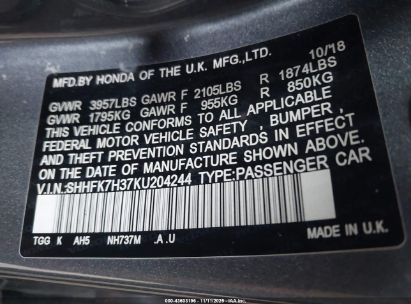 MFD.BY HONDA OF THE U.K. MFG.,LTD. 10/18
GVWR 3957LBS GAWR F 2105LBS R 1874LBS
GVWR 1795KG GAWR F 955KG R 850KG
THIS VEHICLE CONFORMS TO ALL APPLICABLE
FEDERAL MOTOR VEHICLE SAFETY , BUMPER ,
AND THEFT PREVENTION STANDARDS IN EFFECT
ON THE DATE OF MANUFACTURE SHOWN ABOVE.
V.I.N.:SHHFK7H37KU204244 TYPE:PASSENGER CAR
TGG K AH5 NH737M .A .U